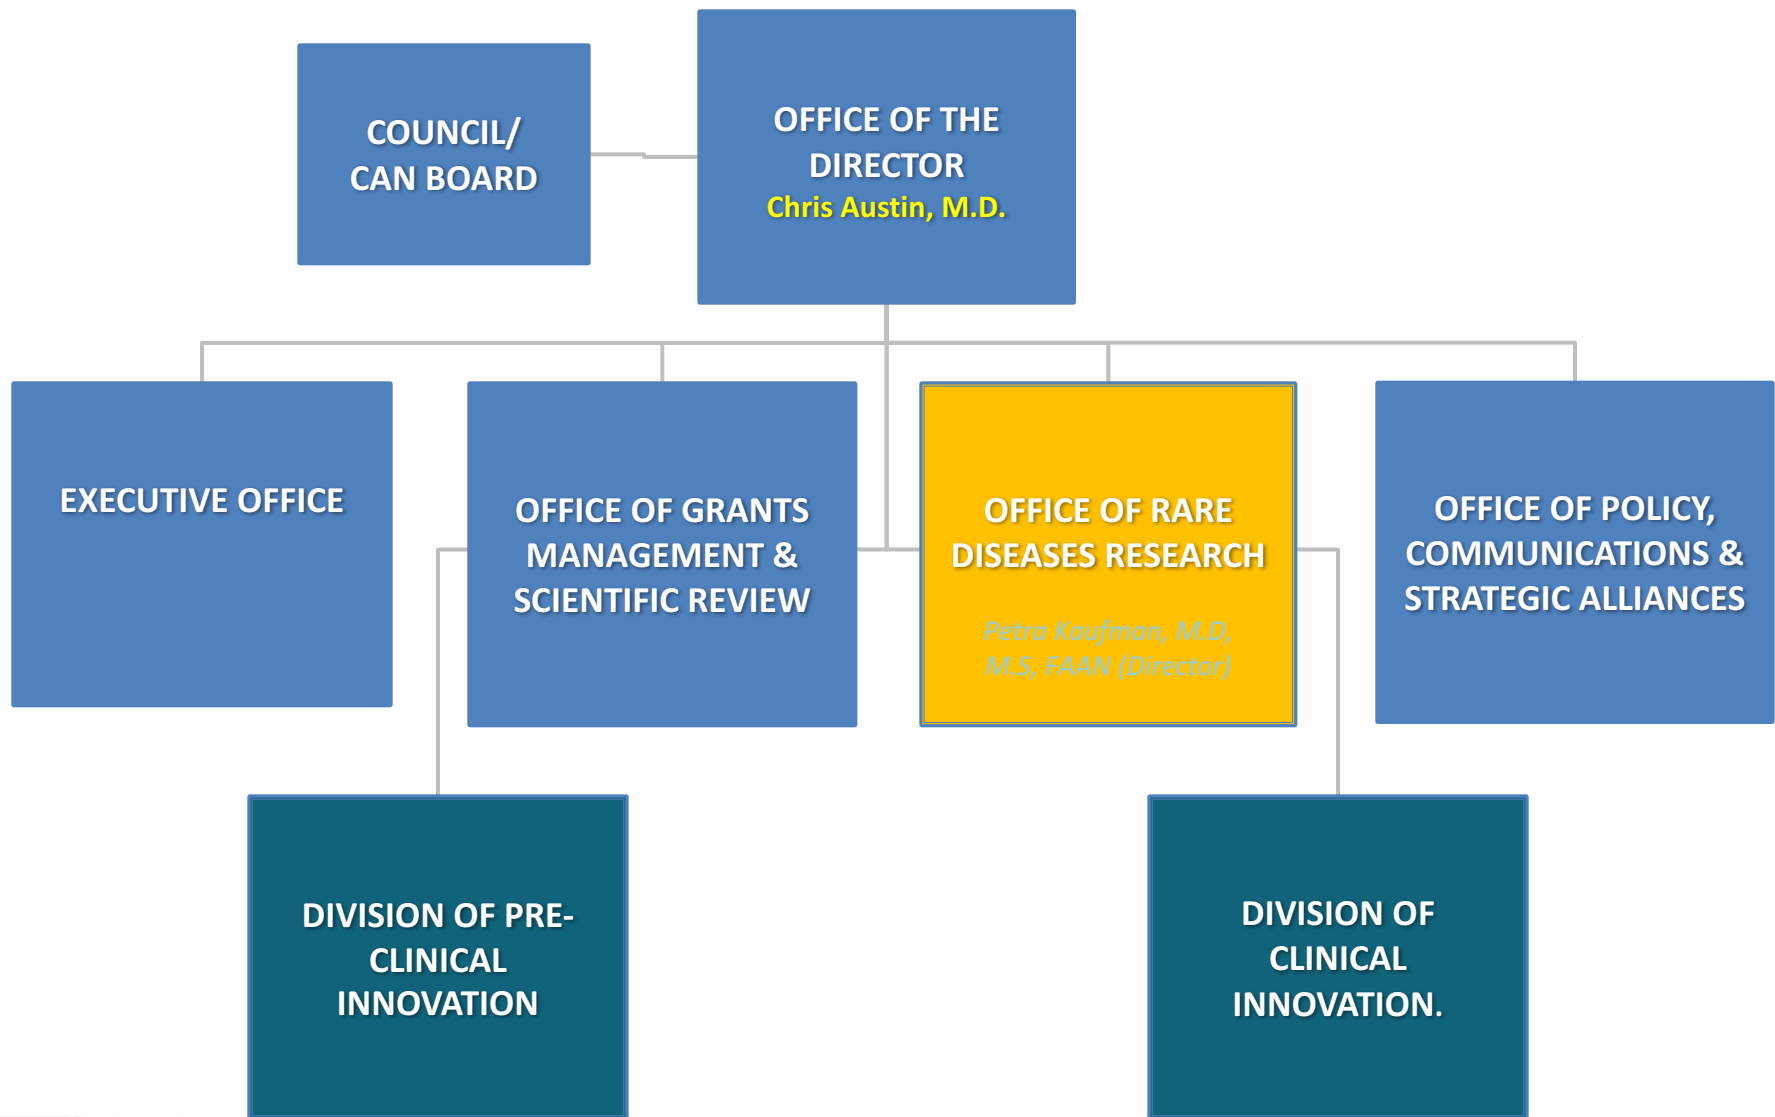 COUNCIL/
CAN BOARD
OFFICE OF THE
DIRECTOR
Chris Austin, M.D.
EXECUTIVE OFFICE
OFFICE OF GRANTS
MANAGEMENT &
SCIENTIFIC REVIEW
OFFICE OF RARE
DISEASES RESEARCH
Petra Kaufman, M.D,
M.S, FAAN (Director)
OFFICE OF POLICY,
COMMUNICATIONS &
STRATEGIC ALLIANCES
DIVISION OF PRE-
CLINICAL
INNOVATION
DIVISION OF
CLINICAL
INNOVATION.